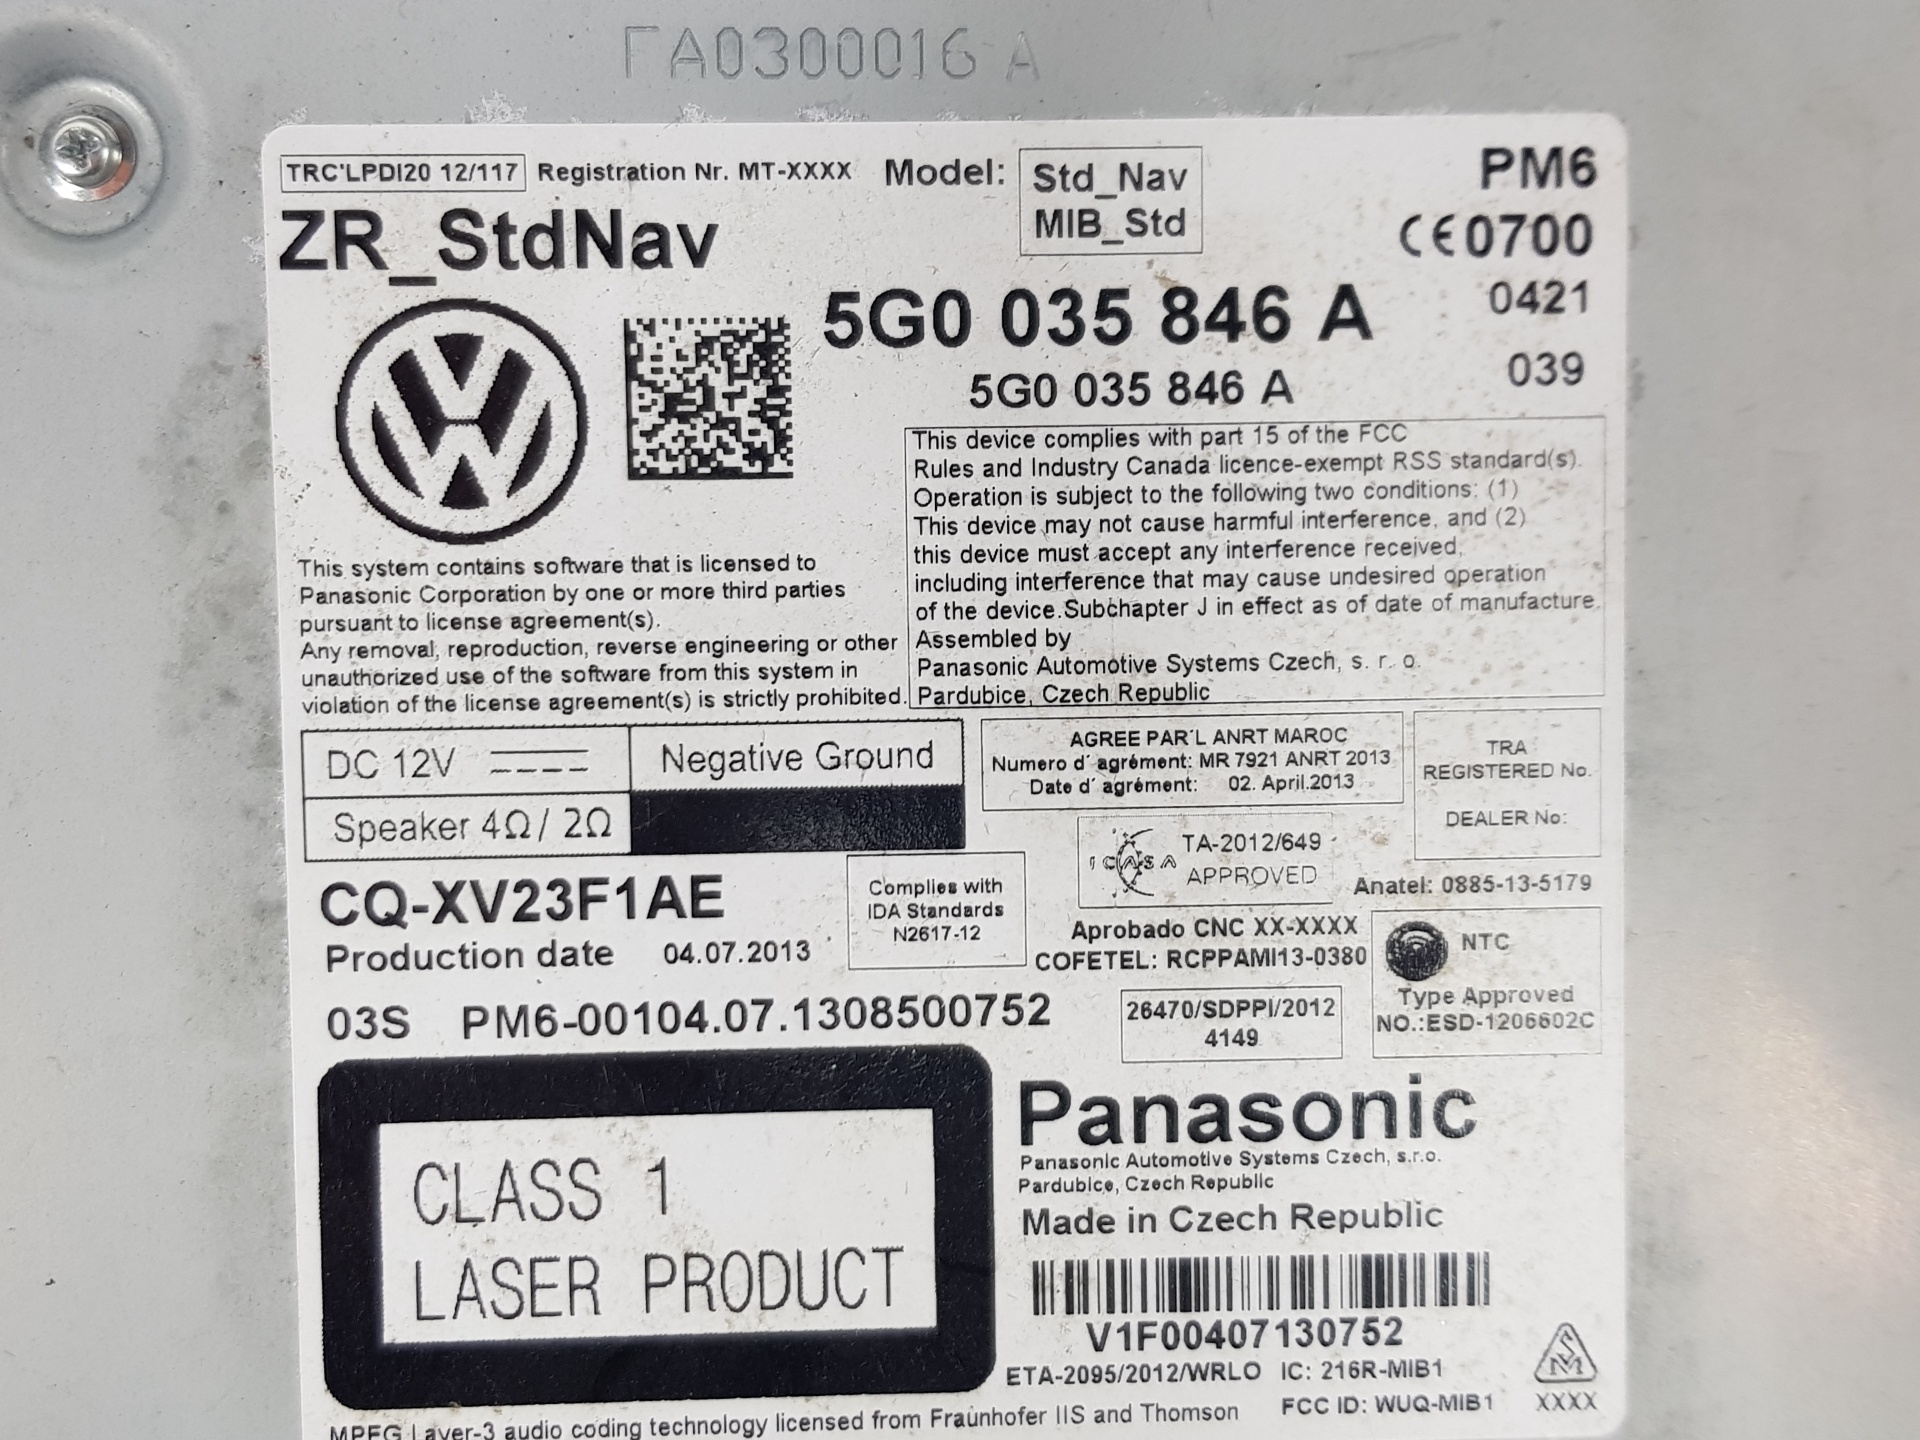 FA0300016 A
TRC'LPDI20 12/117
Registration Nr. MT-XXXX
Model:
Std_Nav
MIB_Std
PM6
ZR_StdNav
CE0700
5G0 035 846 A
0421
5G0 035 846 A
039
This device complies with part 15 of the FCC
Rules and Industry Canada licence-exempt RSS standard(s).
Operation is subject to the following two conditions: (1)
This device may not cause harmful interference, and (2)
this device must accept any interference received,
including interference that may cause undesired operation
of the device.Subchapter J in effect as of date of manufacture.
Assembled by
Panasonic Automotive Systems Czech, s. r. o.
Pardubice, Czech Republic
This system contains software that is licensed to
Panasonic Corporation by one or more third parties
pursuant to license agreement(s).
Any removal, reproduction, reverse engineering or other
unauthorized use of the software from this system in
violation of the license agreement(s) is strictly prohibited.
DC 12V
Negative Ground
Speaker 4Ω / 2Ω
AGREE PAR'L ANRT MAROC
Numero d' agrément: MR 7921 ANRT 2013
Date d' agrément: 02. April.2013
TRA
REGISTERED No.
DEALER No:
ICASA
TA-2012/649
APPROVED
Anatel: 0885-13-5179
CQ-XV23F1AE
Complies with
IDA Standards
N2617-12
Aprobado CNC XX-XXXX
COFETEL: RCPPAMI13-0380
NTC
Type Approved
NO.:ESD-1206602C
Production date 04.07.2013
03S PM6-00104.07.1308500752
26470/SDPPI/2012
4149
CLASS 1
LASER PRODUCT
Panasonic
Panasonic Automotive Systems Czech, s.r.o.
Pardubice, Czech Republic
Made in Czech Republic
V1F00407130752
ETA-2095/2012/WRLO IC: 216R-MIB1
FCC ID: WUQ-MIB1
XXXX
MPEG Layer-3 audio coding technology licensed from Fraunhofer IIS and Thomson